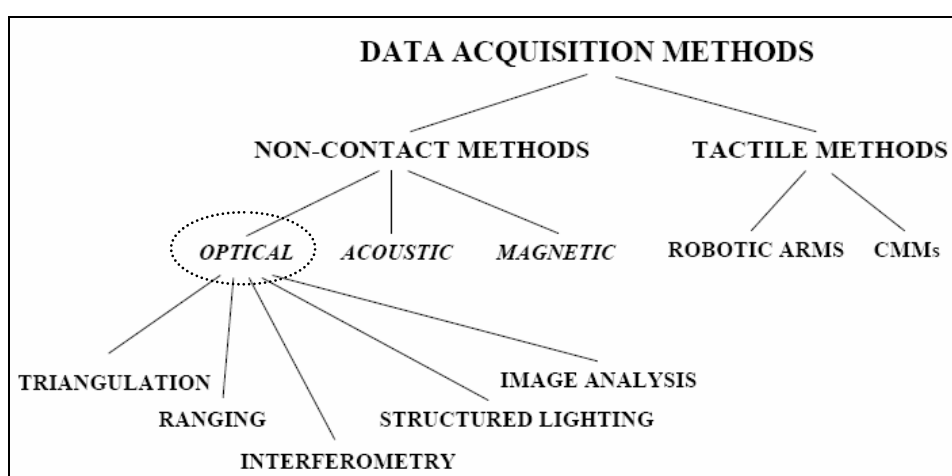 DATA ACQUISITION METHODS
NON-CONTACT METHODS
TACTILE METHODS
OPTICAL
ACOUSTIC
MAGNETIC
ROBOTIC ARMS
CMMs
TRIANGULATION
IMAGE ANALYSIS
RANGING
STRUCTURED LIGHTING
INTERFEROMETRY